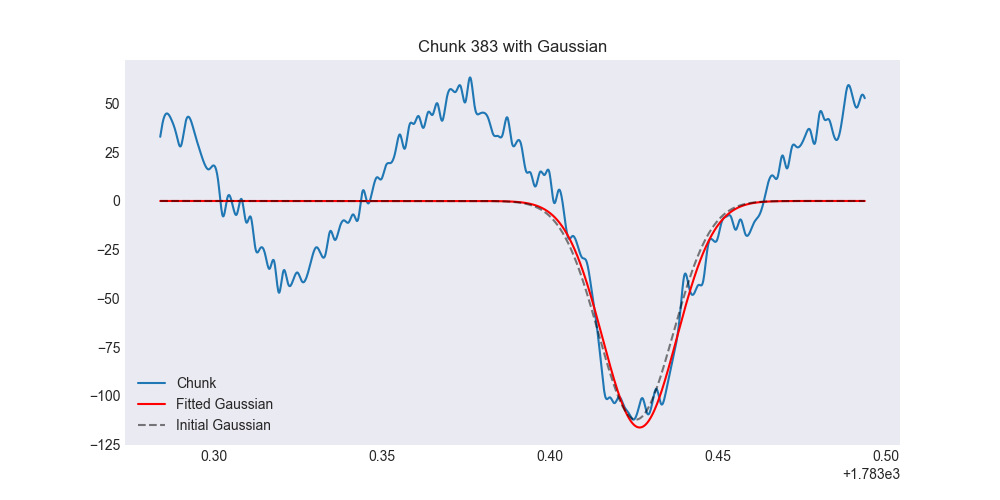 Chunk 383 with Gaussian
50
25
0
−25
−50
−75
−100
−125
Chunk
Fitted Gaussian
Initial Gaussian
0.30 0.35 0.40 0.45 0.50
+1.783e3